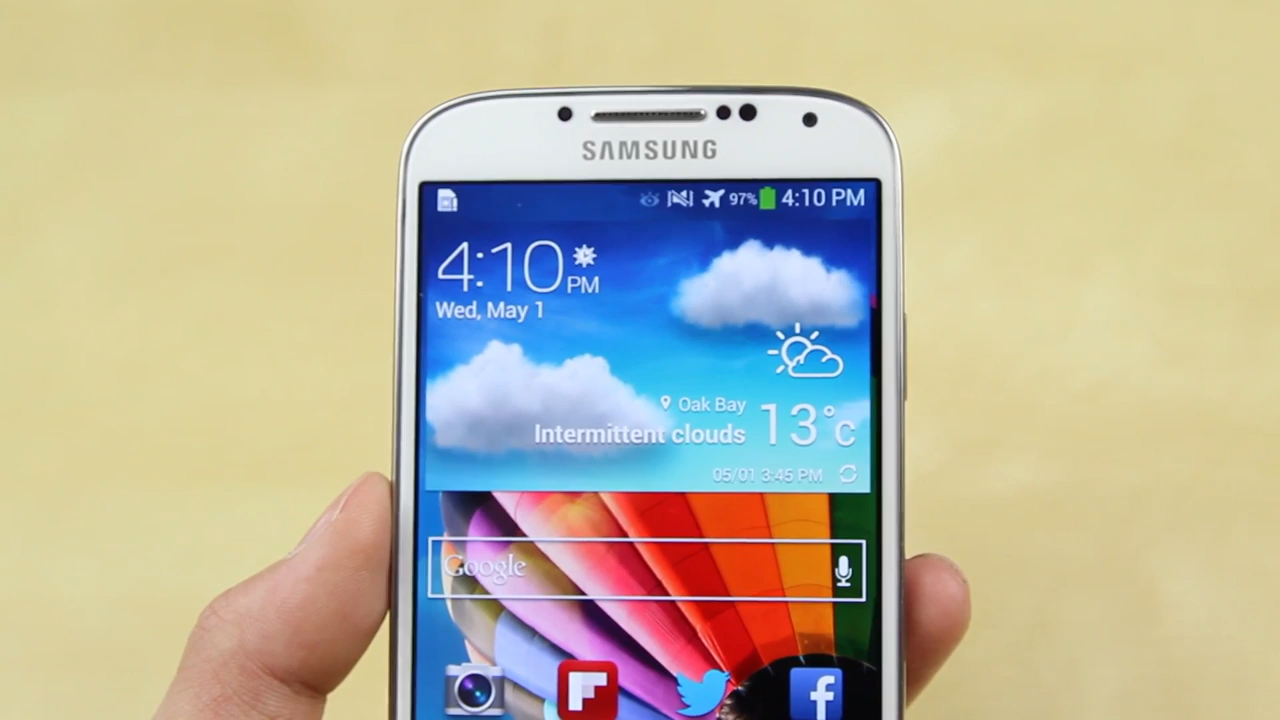 SAMSUNG
97% 4:10 PM
4:10 PM
Wed, May 1
Oak Bay
Intermittent clouds 13°C
05/01 3:45 PM
Google